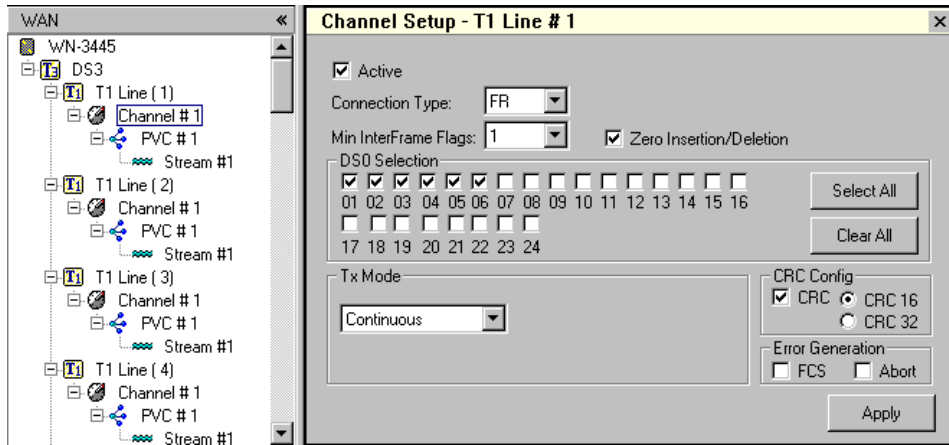 WAN
«
WN-3445
T3 DS3
T1 T1 Line ( 1)
Channel # 1
PVC # 1
Stream #1
T1 T1 Line ( 2)
Channel # 1
PVC # 1
Stream #1
T1 T1 Line ( 3)
Channel # 1
PVC # 1
Stream #1
T1 T1 Line ( 4)
Channel # 1
PVC # 1
Stream #1
Channel Setup - T1 Line # 1
Active
Connection Type: FR
Min InterFrame Flags: 1 Zero Insertion/Deletion
DS0 Selection
01 02 03 04 05 06 07 08 09 10 11 12 13 14 15 16
17 18 19 20 21 22 23 24
Select All
Clear All
Tx Mode
Continuous
CRC Config
CRC CRC 16
CRC 32
Error Generation
FCS Abort
Apply